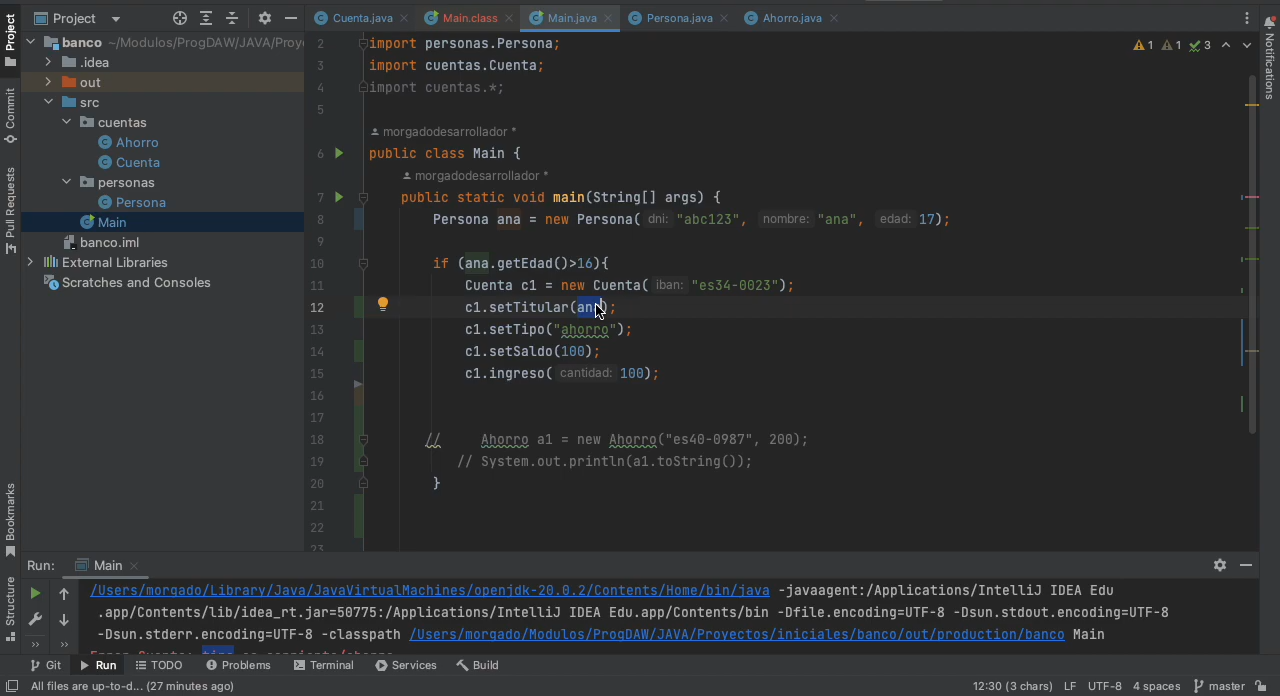 Project
Cuenta.java
Main.class
Main.java
Persona.java
Ahorro.java
banco ~/Modulos/ProgDAW/JAVA/Proye
.idea
out
src
cuentas
Ahorro
Cuenta
personas
Persona
Main
banco.iml
External Libraries
Scratches and Consoles
Project
Commit
Pull Requests
Bookmarks
Structure
Notifications
1 1 3
2 import personas.Persona;
3 import cuentas.Cuenta;
4 import cuentas.*;
5
morgadodesarrollador *
6 public class Main {
morgadodesarrollador *
7 public static void main(String[] args) {
8 Persona ana = new Persona( dni: "abc123", nombre: "ana", edad: 17);
9
10 if (ana.getEdad()>16){
11 Cuenta c1 = new Cuenta( iban: "es34-0023");
12 c1.setTitular(ana);
13 c1.setTipo("ahorro");
14 c1.setSaldo(100);
15 c1.ingreso( cantidad: 100);
16
17
18 // Ahorro a1 = new Ahorro("es40-0987", 200);
19 // System.out.println(a1.toString());
20 }
21
22
23
Run: Main
/Users/morgado/Library/Java/JavaVirtualMachines/openjdk-20.0.2/Contents/Home/bin/java -javaagent:/Applications/IntelliJ IDEA Edu
.app/Contents/lib/idea_rt.jar=50775:/Applications/IntelliJ IDEA Edu.app/Contents/bin -Dfile.encoding=UTF-8 -Dsun.stdout.encoding=UTF-8
-Dsun.stderr.encoding=UTF-8 -classpath /Users/morgado/Modulos/ProgDAW/JAVA/Proyectos/iniciales/banco/out/production/banco Main
Git Run TODO Problems Terminal Services Build
All files are up-to-d... (27 minutes ago) 12:30 (3 chars) LF UTF-8 4 spaces master